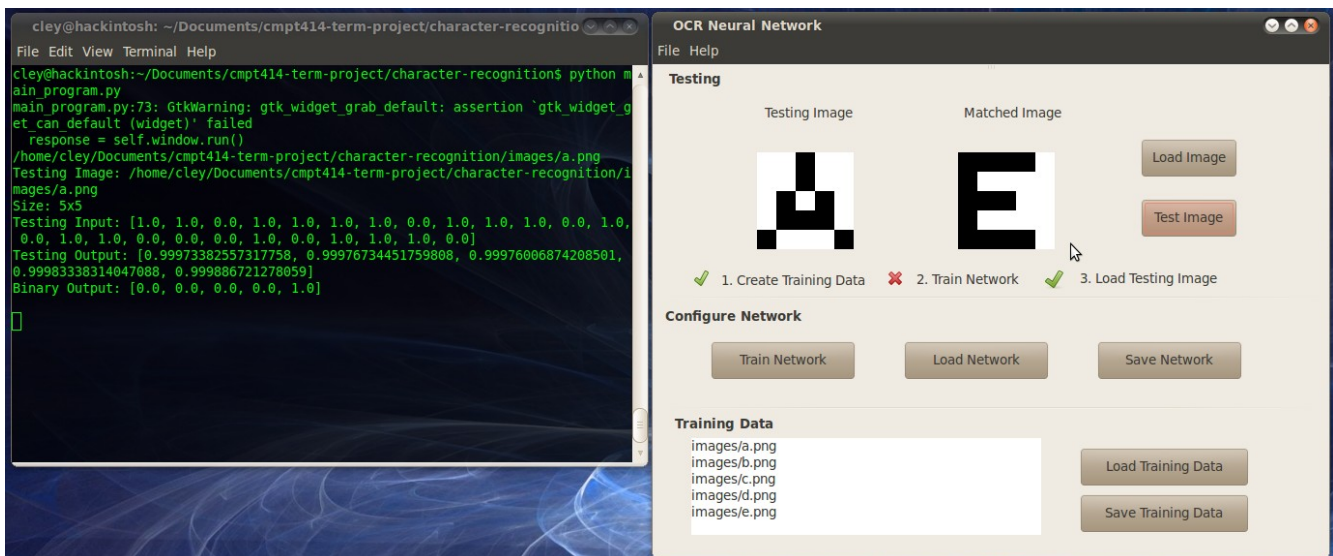 cley@hackintosh: ~/Documents/cmpt414-term-project/character-recognitio
File Edit View Terminal Help
cley@hackintosh:~/Documents/cmpt414-term-project/character-recognition$ python m
ain_program.py
main_program.py:73: GtkWarning: gtk_widget_grab_default: assertion `gtk_widget_g
et_can_default (widget)' failed
  response = self.window.run()
/home/cley/Documents/cmpt414-term-project/character-recognition/images/a.png
Testing Image: /home/cley/Documents/cmpt414-term-project/character-recognition/i
mages/a.png
Size: 5x5
Testing Input: [1.0, 1.0, 0.0, 1.0, 1.0, 1.0, 1.0, 0.0, 1.0, 1.0, 1.0, 0.0, 1.0,
 0.0, 1.0, 1.0, 0.0, 0.0, 0.0, 1.0, 0.0, 1.0, 1.0, 1.0, 0.0]
Testing Output: [0.99973382557317758, 0.99976734451759808, 0.99976006874208501,
0.99983338314047088, 0.999886721278059]
Binary Output: [0.0, 0.0, 0.0, 0.0, 1.0]
OCR Neural Network
File Help
Testing
Testing Image Matched Image
A E
Load Image
Test Image
1. Create Training Data 2. Train Network 3. Load Testing Image
Configure Network
Train Network Load Network Save Network
Training Data
images/a.png
images/b.png
images/c.png
images/d.png
images/e.png
Load Training Data
Save Training Data